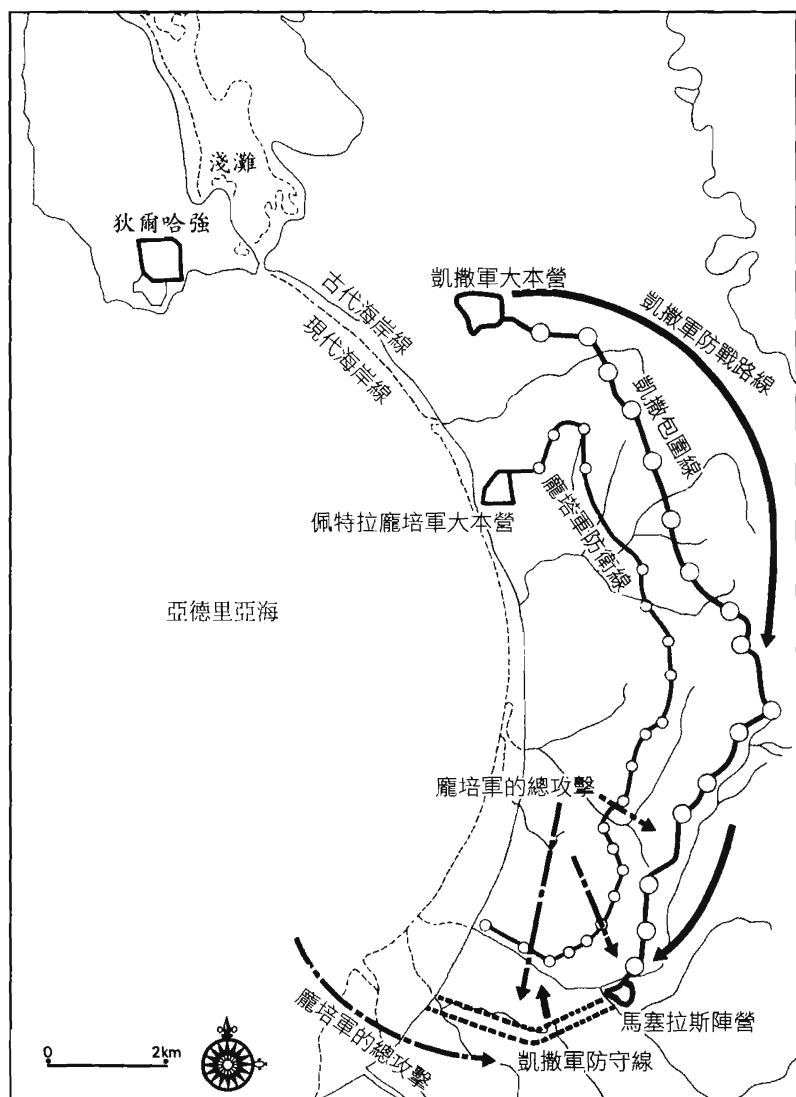 淺灘
狄爾哈強
古代海岸線
現代海岸線
凱撒軍大本營
凱撒軍防戰路線
凱撒包圍線
龐塔軍防衛線
佩特拉龐培軍大本營
亞德里亞海
龐培軍的總攻擊
龐培軍的總攻擊
馬塞拉斯陣營
凱撒軍防守線
0 2km